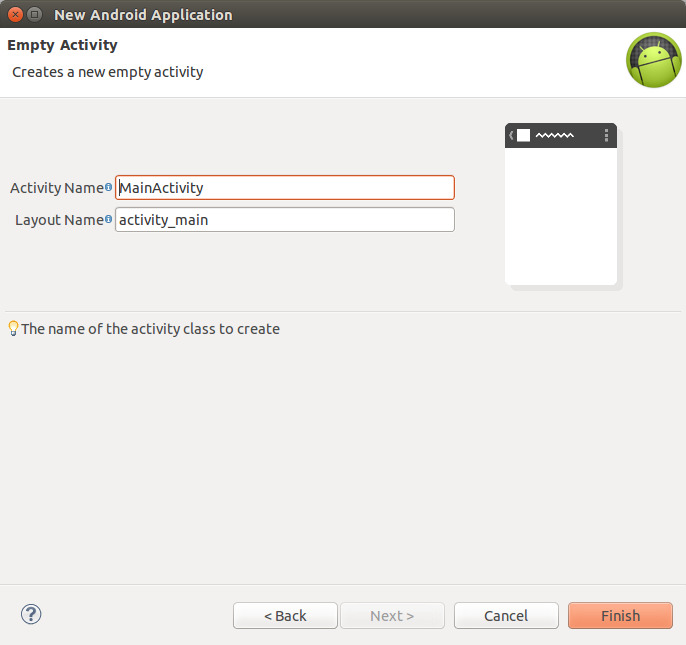 New Android Application
Empty Activity
Creates a new empty activity
Activity Name MainActivity
Layout Name activity_main
The name of the activity class to create
?
< Back Next > Cancel Finish